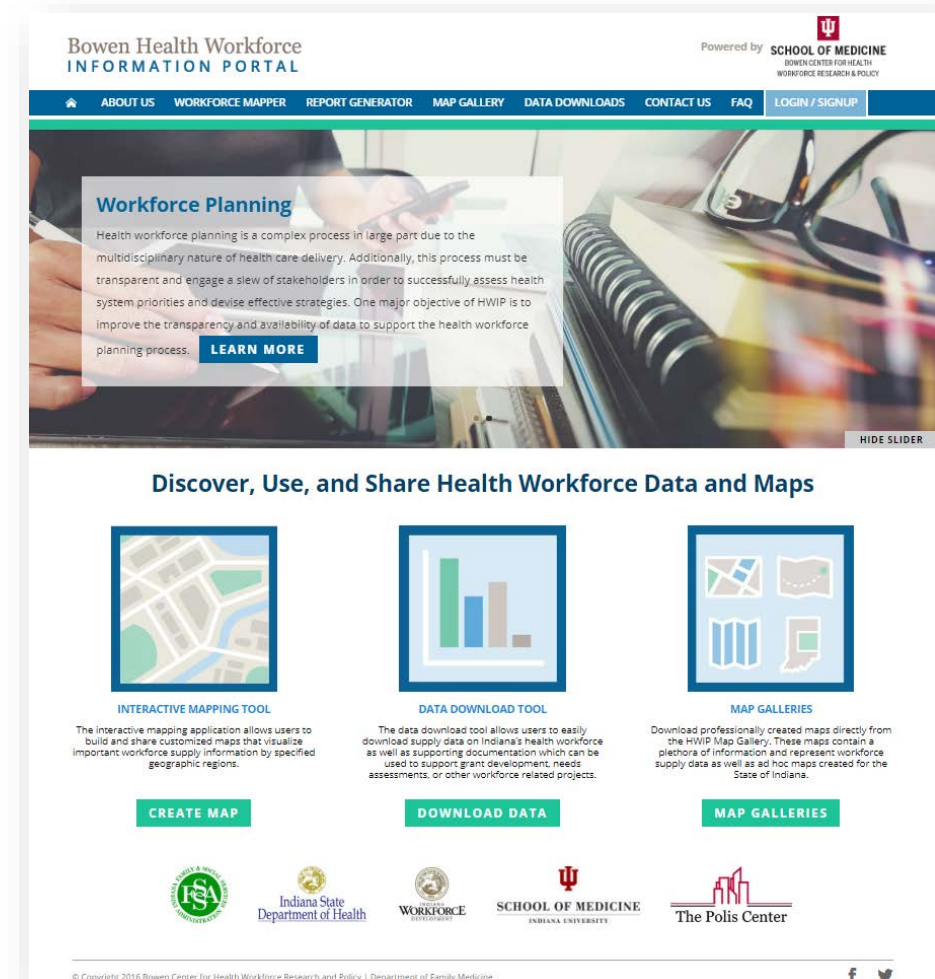 Bowen Health Workforce
INFORMATION PORTAL
Powered by
SCHOOL OF MEDICINE
BOWEN CENTER FOR HEALTH
WORKFORCE RESEARCH & POLICY
ABOUT US WORKFORCE MAPPER REPORT GENERATOR MAP GALLERY DATA DOWNLOADS CONTACT US FAQ LOGIN / SIGNUP
Workforce Planning
Health workforce planning is a complex process in large part due to the
multidisciplinary nature of health care delivery. Additionally, this process must be
transparent and engage a slew of stakeholders in order to successfully assess health
system priorities and devise effective strategies. One major objective of HWIP is to
improve the transparency and availability of data to support the health workforce
planning process. LEARN MORE
HIDE SLIDER
Discover, Use, and Share Health Workforce Data and Maps
INTERACTIVE MAPPING TOOL
The interactive mapping application allows users to
build and share customized maps that visualize
important workforce supply information by specified
geographic regions.
CREATE MAP
DATA DOWNLOAD TOOL
The data download tool allows users to easily
download supply data on Indiana's health workforce
as well as supporting documentation which can be
used to support grant development, needs
assessments, or other workforce related projects.
DOWNLOAD DATA
MAP GALLERIES
Download professionally created maps directly from
the HWIP Map Gallery. These maps contain a
plethora of information and represent workforce
supply data as well as ad hoc maps created for the
State of Indiana.
MAP GALLERIES
INDIANA FAMILY & SOCIAL SERVICES ADMINISTRATION
FSSA
Indiana State
Department of Health
INDIANA
WORKFORCE
DEVELOPMENT
SCHOOL OF MEDICINE
INDIANA UNIVERSITY
The Polis Center
© Copyright 2016 Bowen Center for Health Workforce Research and Policy | Department of Family Medicine